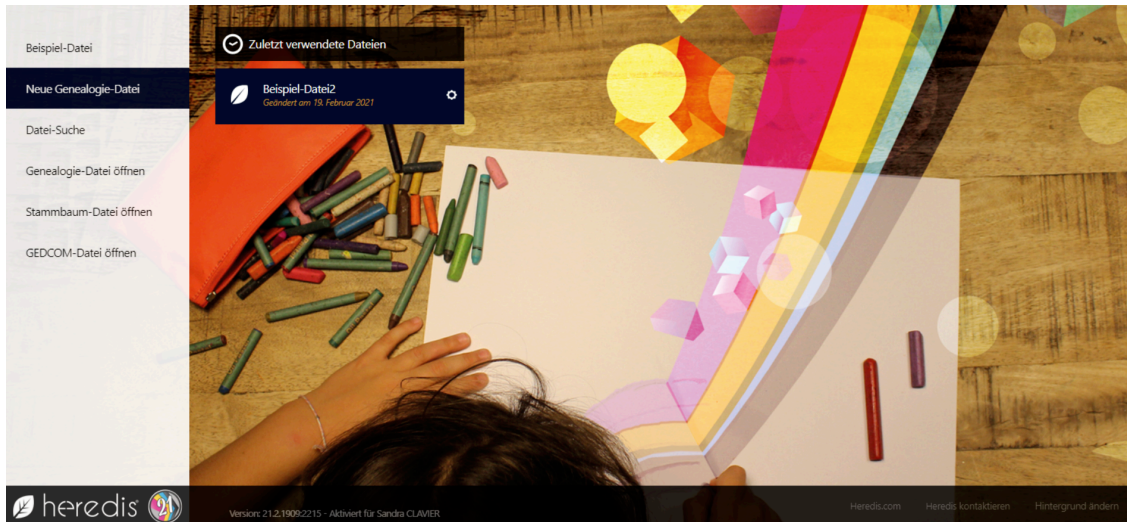 Beispiel-Datei
Neue Genealogie-Datei
Datei-Suche
Genealogie-Datei öffnen
Stammbaum-Datei öffnen
GEDCOM-Datei öffnen
Zuletzt verwendete Dateien
Beispiel-Datei2
Geändert am 19. Februar 2021
heredis 21
Version: 21.2.1909.2215 - Aktiviert für Sandra CLAVIER
Heredis.com
Heredis kontaktieren
Hintergrund ändern